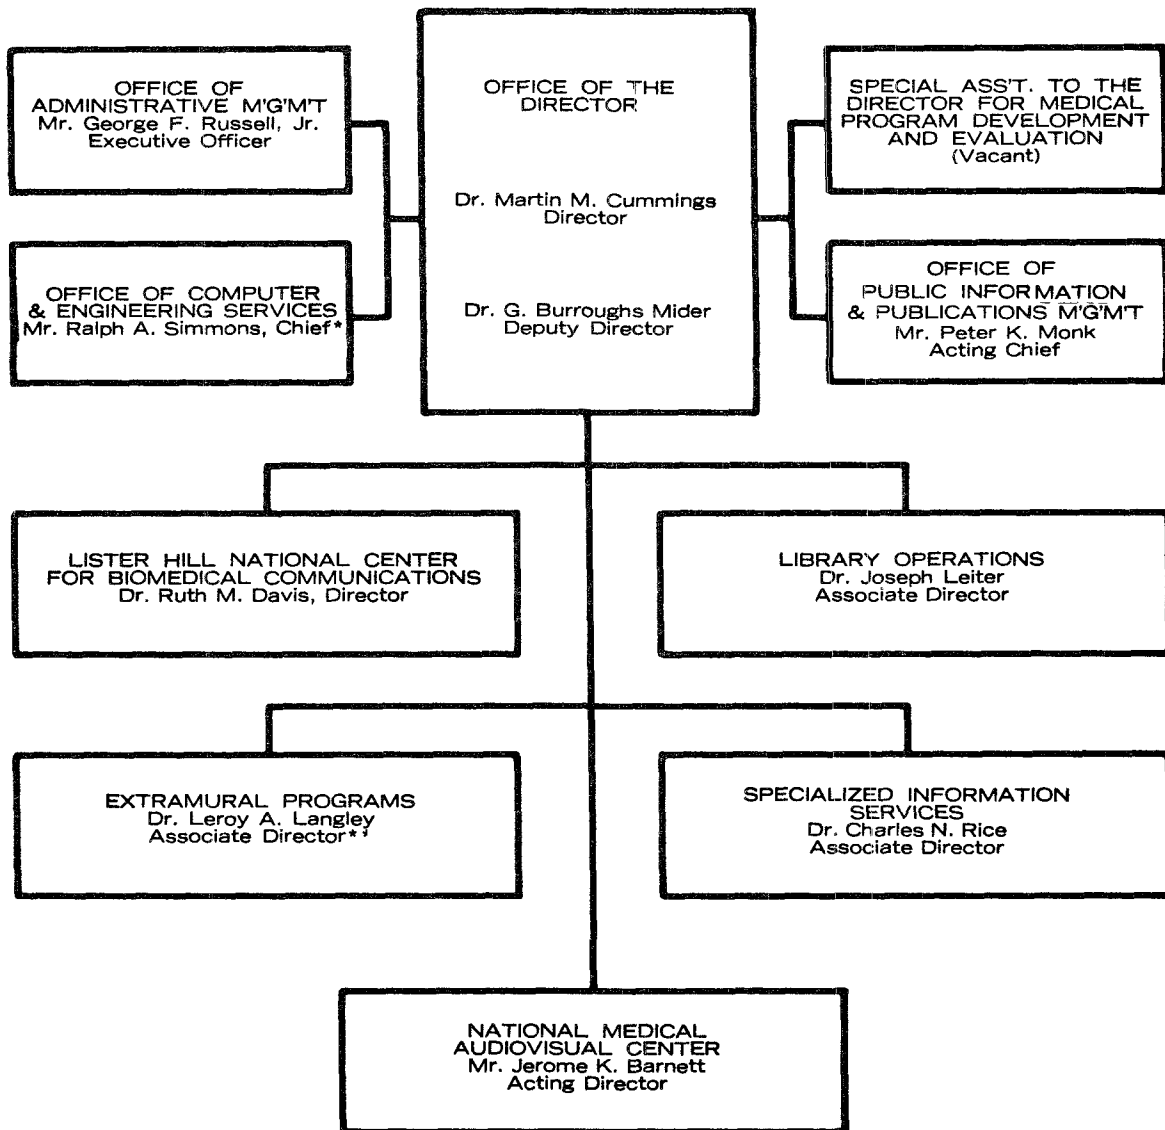 OFFICE OF
ADMINISTRATIVE M'G'M'T
Mr. George F. Russell, Jr.
Executive Officer
OFFICE OF COMPUTER
& ENGINEERING SERVICES
Mr. Ralph A. Simmons, Chief*
OFFICE OF THE
DIRECTOR
Dr. Martin M. Cummings
Director
Dr. G. Burroughs Mider
Deputy Director
SPECIAL ASS'T. TO THE
DIRECTOR FOR MEDICAL
PROGRAM DEVELOPMENT
AND EVALUATION
(Vacant)
OFFICE OF
PUBLIC INFORMATION
& PUBLICATIONS M'G'M'T
Mr. Peter K. Monk
Acting Chief
LISTER HILL NATIONAL CENTER
FOR BIOMEDICAL COMMUNICATIONS
Dr. Ruth M. Davis, Director
LIBRARY OPERATIONS
Dr. Joseph Leiter
Associate Director
EXTRAMURAL PROGRAMS
Dr. Leroy A. Langley
Associate Director**
SPECIALIZED INFORMATION
SERVICES
Dr. Charles N. Rice
Associate Director
NATIONAL MEDICAL
AUDIOVISUAL CENTER
Mr. Jerome K. Barnett
Acting Director